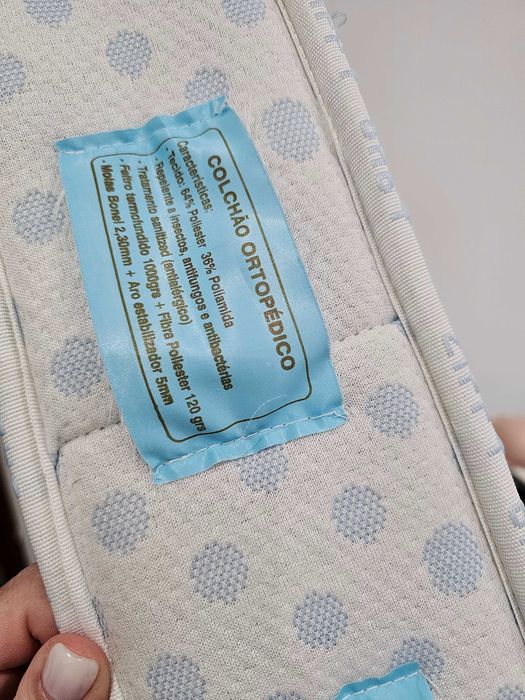 COLCHÃO ORTOPÉDICO
Características:
- Tecido: 64% Poliester 36% Poliamida
- Repelente a insectos, antifungos e antibactérias
- Tratamento sanitized (antialérgico)
- Feltro termofundido 1000grs + Fibra Poliester 120 grs
- Molas Bonel 2,30mm + Aro estabilizador 5mm